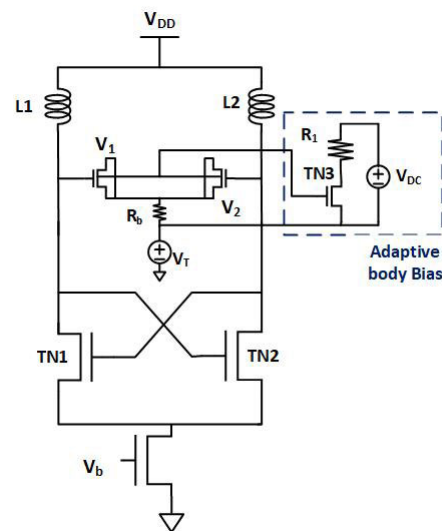 VDD
L1
L2
V1
R1
TN3
VDC
Rb
V2
VT
Adaptive
body Bias
TN1
TN2
Vb